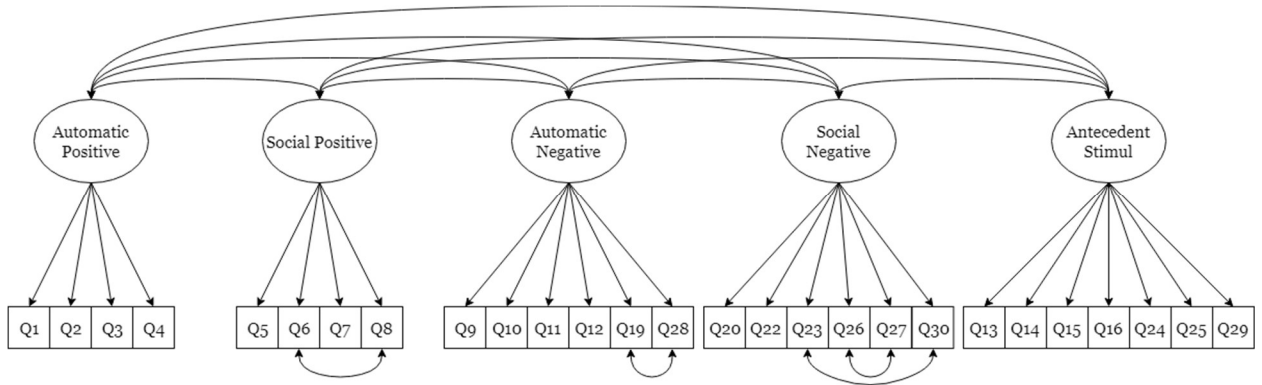 Automatic
Positive
Social Positive
Automatic
Negative
Social
Negative
Antecedent
Stimul
Q1 Q2 Q3 Q4
Q5 Q6 Q7 Q8
Q9 Q10 Q11 Q12 Q19 Q28
Q20 Q22 Q23 Q26 Q27 Q30
Q13 Q14 Q15 Q16 Q24 Q25 Q29